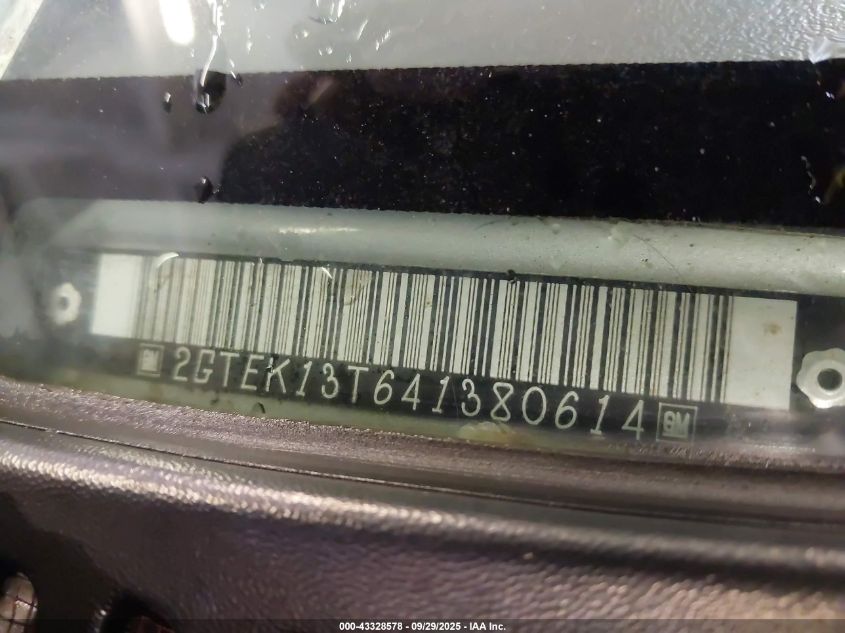 GM 2GTEK13T641380614 GM
000-43328578 - 09/29/2025 - IAA Inc.